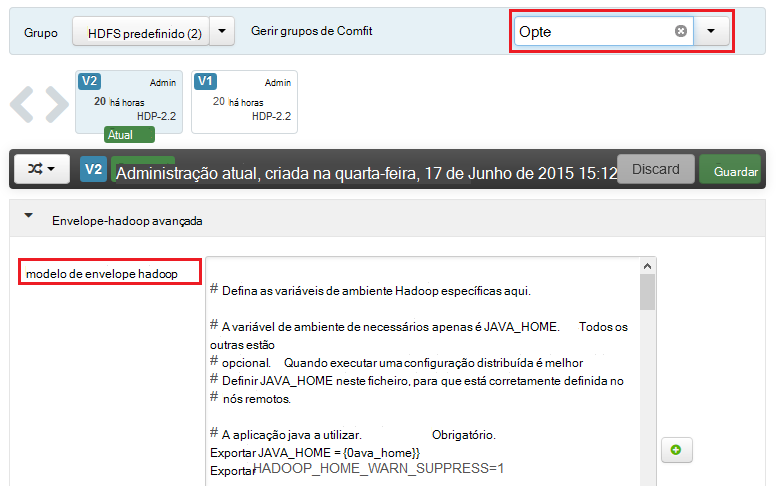 Grupo HDFS predefinido (2) Gerir grupos de Comfit Opte
V2 Admin V1 Admin
20 há horas 20 há horas
HDP-2.2 HDP-2.2
Atual
V2 Administração atual, criada na quarta-feira, 17 de Junho de 2015 15:12 Discard Guardar
Envelope-hadoop avançada
modelo de envelope hadoop
# Defina as variáveis de ambiente Hadoop específicas aqui.
# A variável de ambiente de necessários apenas é JAVA_HOME. Todos os
outras estão
# opcional. Quando executar uma configuração distribuída é melhor
# Definir JAVA_HOME neste ficheiro, para que está corretamente definida no
# nós remotos.
# A aplicação java a utilizar. Obrigatório.
Exportar JAVA_HOME = {0ava_home}}
Exportar HADOOP_HOME_WARN_SUPPRESS=1